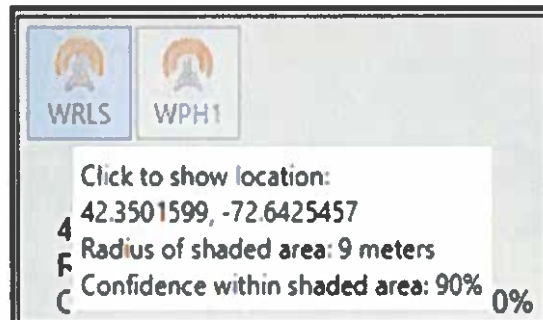 WRLS WPH1
Click to show location:
42.3501599, -72.6425457
Radius of shaded area: 9 meters
Confidence within shaded area: 90%
0%